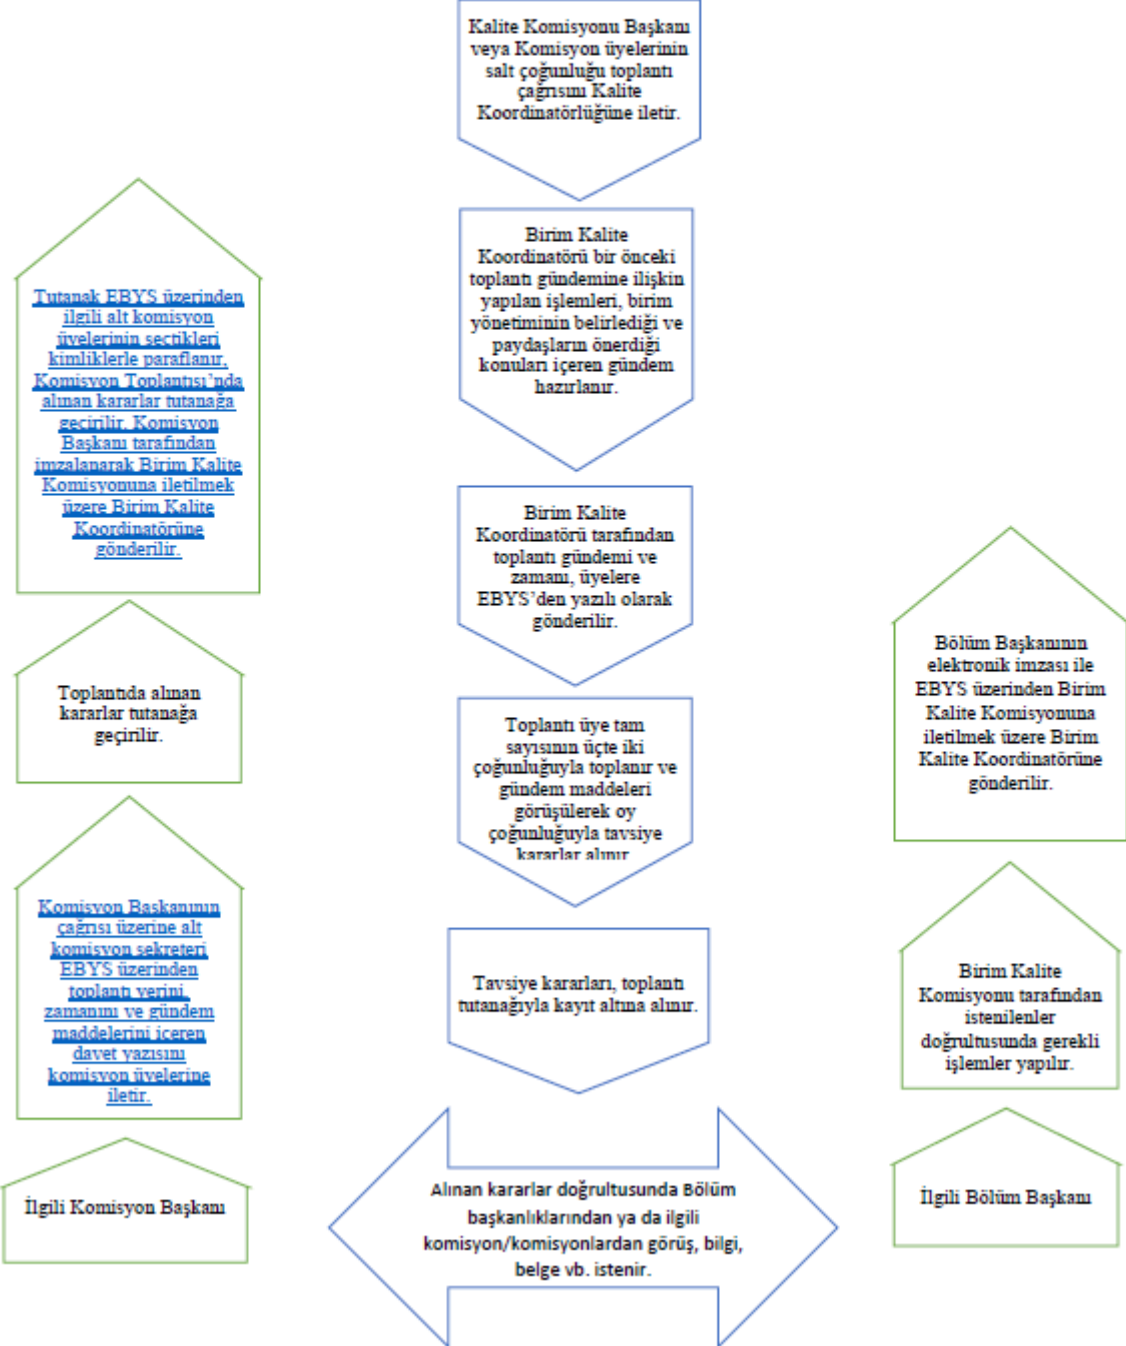 Kalite Komisyonu Başkanı
veya Komisyon üyelerinin
salt çoğunluğu toplantı
çağrısını Kalite
Koordinatörlüğüne iletir.
Birim Kalite
Koordinatörü bir önceki
toplantı gündemine ilişkin
yapılan işlemleri, birim
yönetiminin belirlediği ve
paydaşların önerdiği
konuları içeren gündem
hazırlanır.
Birim Kalite
Koordinatörü tarafından
toplantı gündemi ve
zamanı, üyelere
EBYS’den yazılı olarak
gönderilir.
Toplantı üye tam
sayısının üçte iki
çoğunluğuyla toplanır ve
gündem maddeleri
görüşülerek oy
çoğunluğuyla tavsiye
kararlar alınır
Tavsiye kararları, toplantı
tutanağıyla kayıt altına alınır.
Alınan kararlar doğrultusunda Bölüm
başkanlıklarından ya da ilgili
komisyon/komisyonlardan görüş, bilgi,
belge vb. istenir.
İlgili Komisyon Başkanı
Komisyon Başkanının
çağrısı üzerine alt
komisyon sekreteri
EBYS üzerinden
toplantı yerini,
zamanını ve gündem
maddelerini içeren
davet yazısını
komisyon üyelerine
iletir.
Toplantıda alınan
kararlar tutanağa
geçirilir.
Tutanak EBYS üzerinden
ilgili alt komisyon
üyelerinin seçtikleri
kimliklerle paraflanır,
Komisyon Toplantısı’nda
alınan kararlar tutanağa
geçirilir. Komisyon
Başkanı tarafından
imzalanarak Birim Kalite
Komisyonuna iletilmek
üzere Birim Kalite
Koordinatörüne
gönderilir.
İlgili Bölüm Başkanı
Birim Kalite
Komisyonu tarafından
istenilenler
doğrultusunda gerekli
işlemler yapılır.
Bölüm Başkanının
elektronik imzası ile
EBYS üzerinden Birim
Kalite Komisyonuna
iletilmek üzere Birim
Kalite Koordinatörüne
gönderilir.